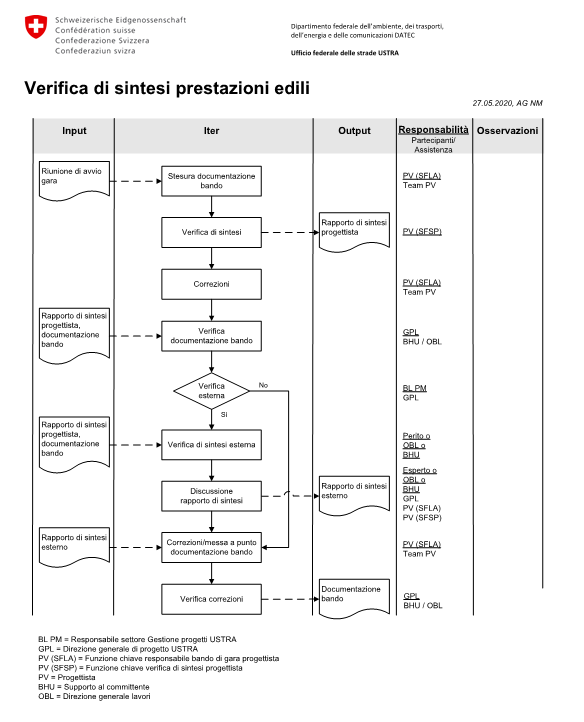 Schweizerische Eidgenossenschaft
Confédération suisse
Confederazione Svizzera
Confederaziun svizra
Dipartimento federale dell'ambiente, dei trasporti,
dell'energia e delle comunicazioni DATEC
Ufficio federale delle strade USTRA
Verifica di sintesi prestazioni edili
27.05.2020, AG NM
Input
Iter
Output
Responsabilità
Partecipanti/
Assistenza
Osservazioni
Riunione di avvio
gara
Stesura documentazione
bando
PV (SFLA)
Team PV
Verifica di sintesi
Rapporto di sintesi
progettista
PV (SFSP)
Correzioni
PV (SFLA)
Team PV
Rapporto di sintesi
progettista,
documentazione
bando
Verifica
documentazione bando
GPL
BHU / OBL
Verifica
esterna
No
Sì
BL PM
GPL
Rapporto di sintesi
progettista,
documentazione
bando
Verifica di sintesi esterna
Perito o
OBL o
BHU
Discussione
rapporto di sintesi
Rapporto di sintesi
esterno
Esperto o
OBL o
BHU
GPL
PV (SFLA)
PV (SFSP)
Rapporto di sintesi
esterno
Correzioni/messa a punto
documentazione bando
PV (SFLA)
Team PV
Verifica correzioni
Documentazione
bando
GPL
BHU / OBL
BL PM = Responsabile settore Gestione progetti USTRA
GPL = Direzione generale di progetto USTRA
PV (SFLA) = Funzione chiave responsabile bando di gara progettista
PV (SFSP) = Funzione chiave verifica di sintesi progettista
PV = Progettista
BHU = Supporto al committente
OBL = Direzione generale lavori